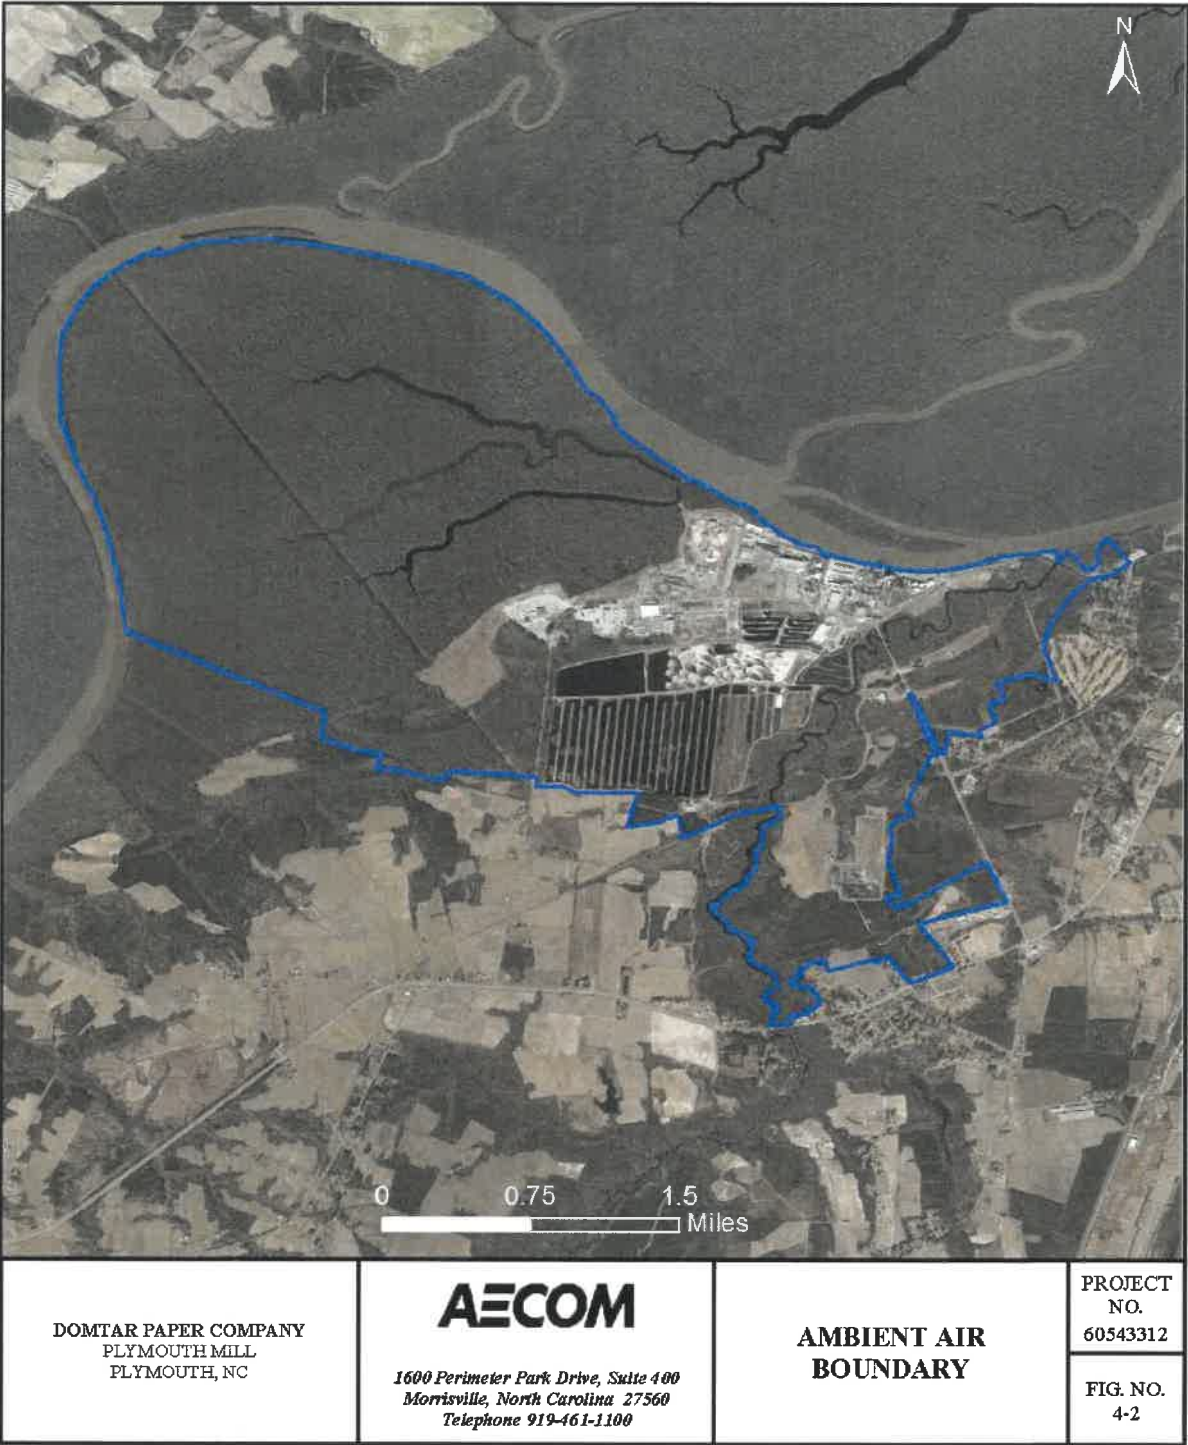 N
0 0.75 1.5
Miles
DOMTAR PAPER COMPANY
PLYMOUTH MILL
PLYMOUTH, NC
AECOM
1600 Perimeter Park Drive, Suite 400
Morrisville, North Carolina 27560
Telephone 919-461-1100
AMBIENT AIR
BOUNDARY
PROJECT
NO.
60543312
FIG. NO.
4-2